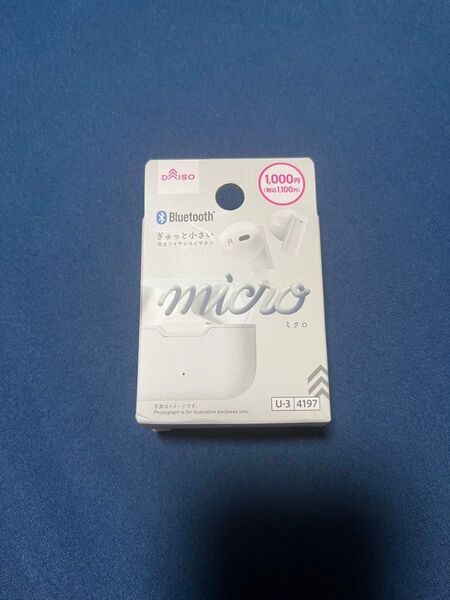 DAISO
1,000円
(税込1,100円)
Bluetooth®
ぎゅっと小さい
完全ワイヤレスイヤホン
R
micro
ミクロ
写真はイメージです。
Photograph is for illustrative purposes only.
U-3 4197